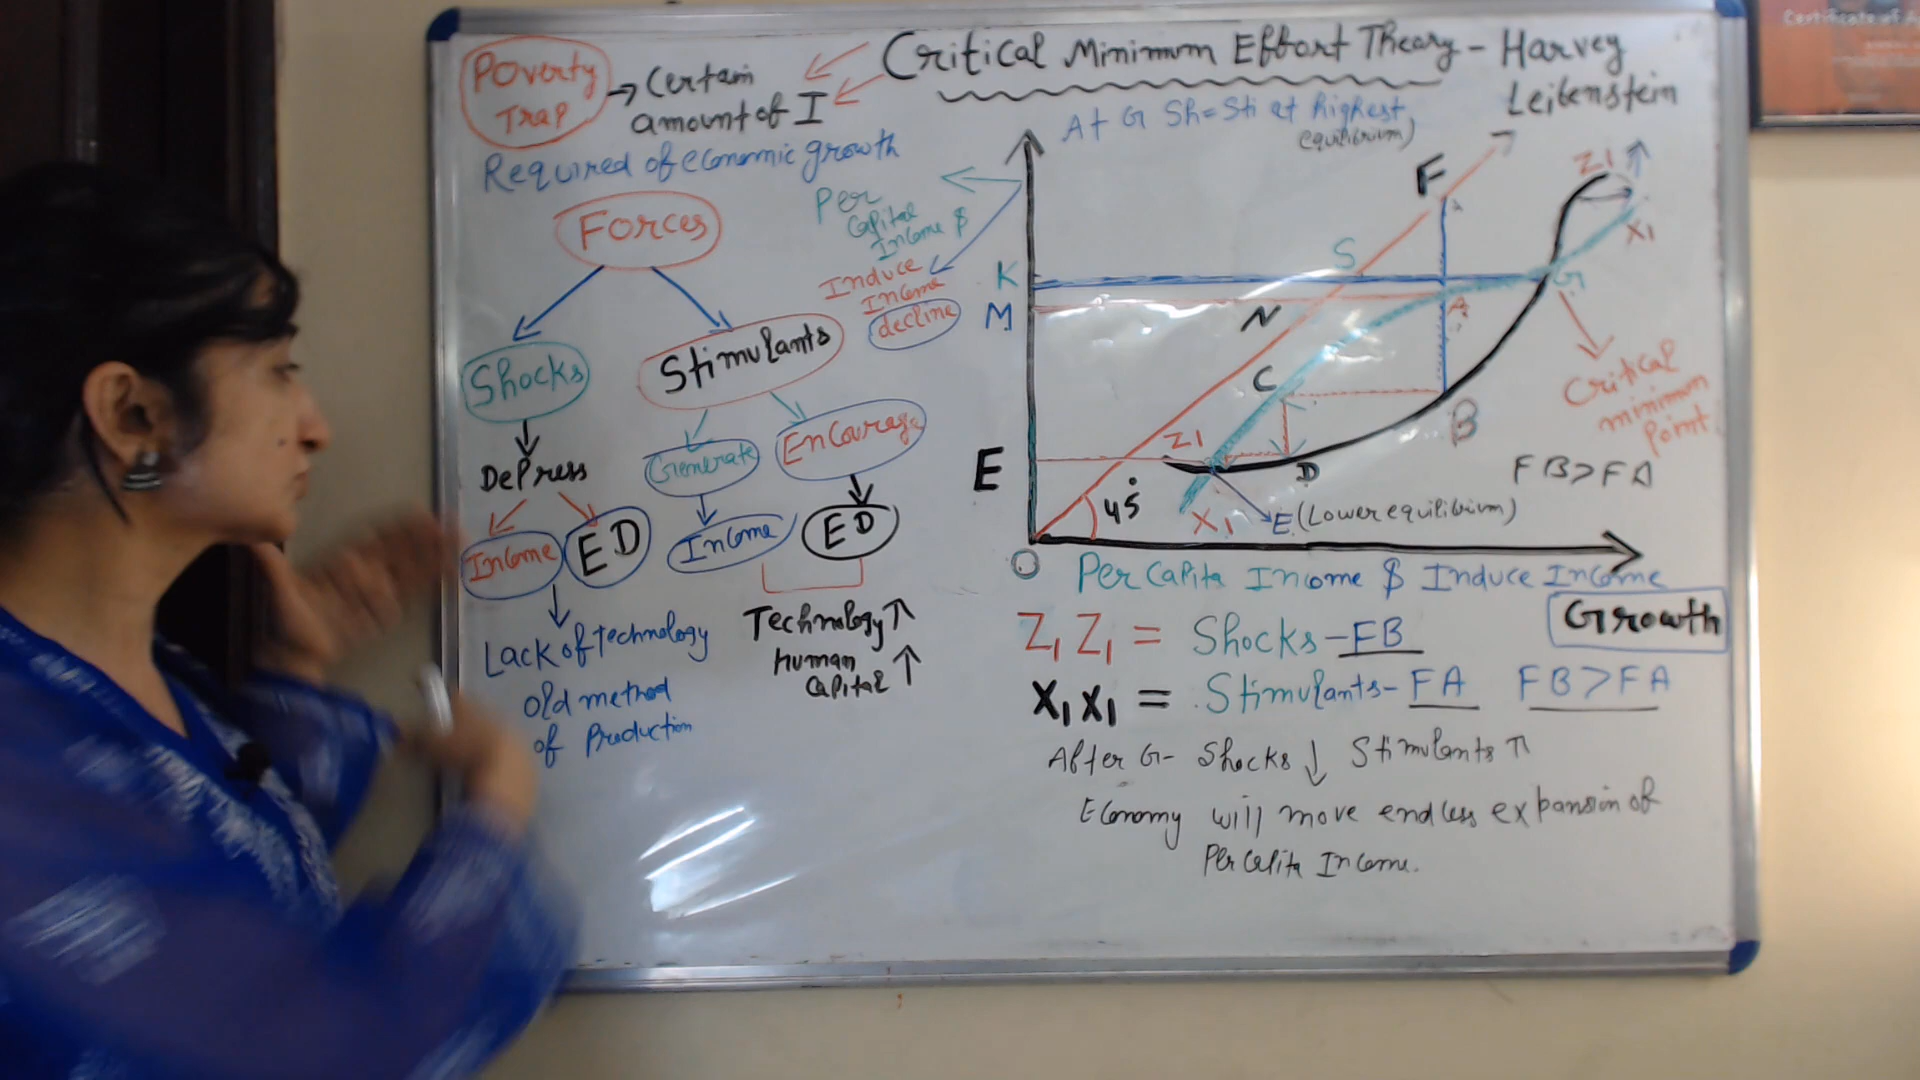 Critical Minimum Effort Theory - Harvey
Leibenstein
Poverty
Trap
→ Certain
amount of I
Required of economic growth
Forces
Shocks
Stimulants
DePress
Generate
Encourage
Income
ED
Income
ED
Lack of technology
old method
of Production
Technology ↑
human
Capital ↑
At G Sh = Sti at highest
equilibrium)
Per
Capital
Income $
Induce
Income
decline
K
M
E
O
F
S
N
C
A
B
D
G
Z1
X1
Z1
X1
45°
E (Lower equilibrium)
Critical
minimum
Point
FB > FA
Per Capita Income $ Induce Income
Growth
Z1 Z1 = Shocks - FB
X1 X1 = Stimulants - FA FB > FA
After G- Shocks ↓ Stimulants ↑
Economy will move endless expansion of
Per Capita Income.
Certificate of